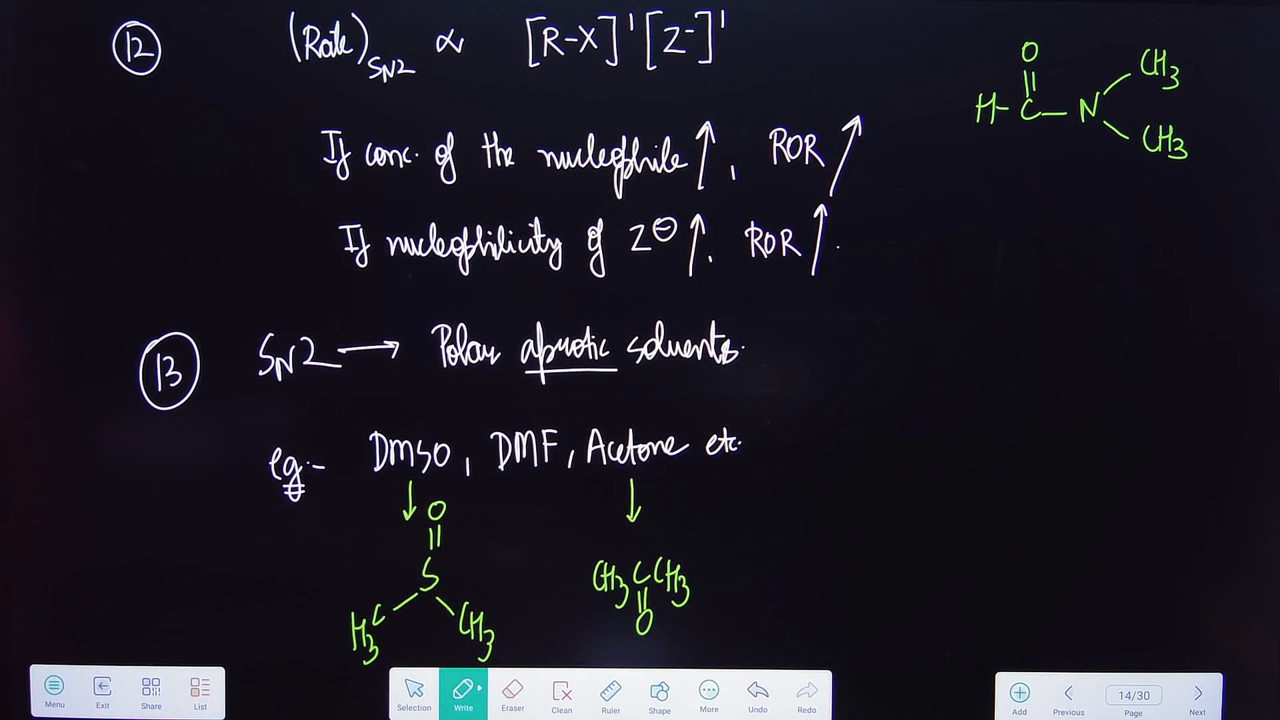 12 (Rate)SN2 ∝ [R-X]' [Z-]'
If conc. of the nucleophile ↑, ROR ↑
If nucleophilicity of Z⊖ ↑, ROR ↑.
13 SN2 → Polar aprotic solvents.
eg:- DMSO, DMF, Acetone etc.
O
S
H3C CH3
CH3CCH3
O
O
H-C-N
CH3
CH3
Menu Exit Share List
Selection Write Eraser Clean Ruler Shape More Undo Redo
Add Previous 14/30 Page Next